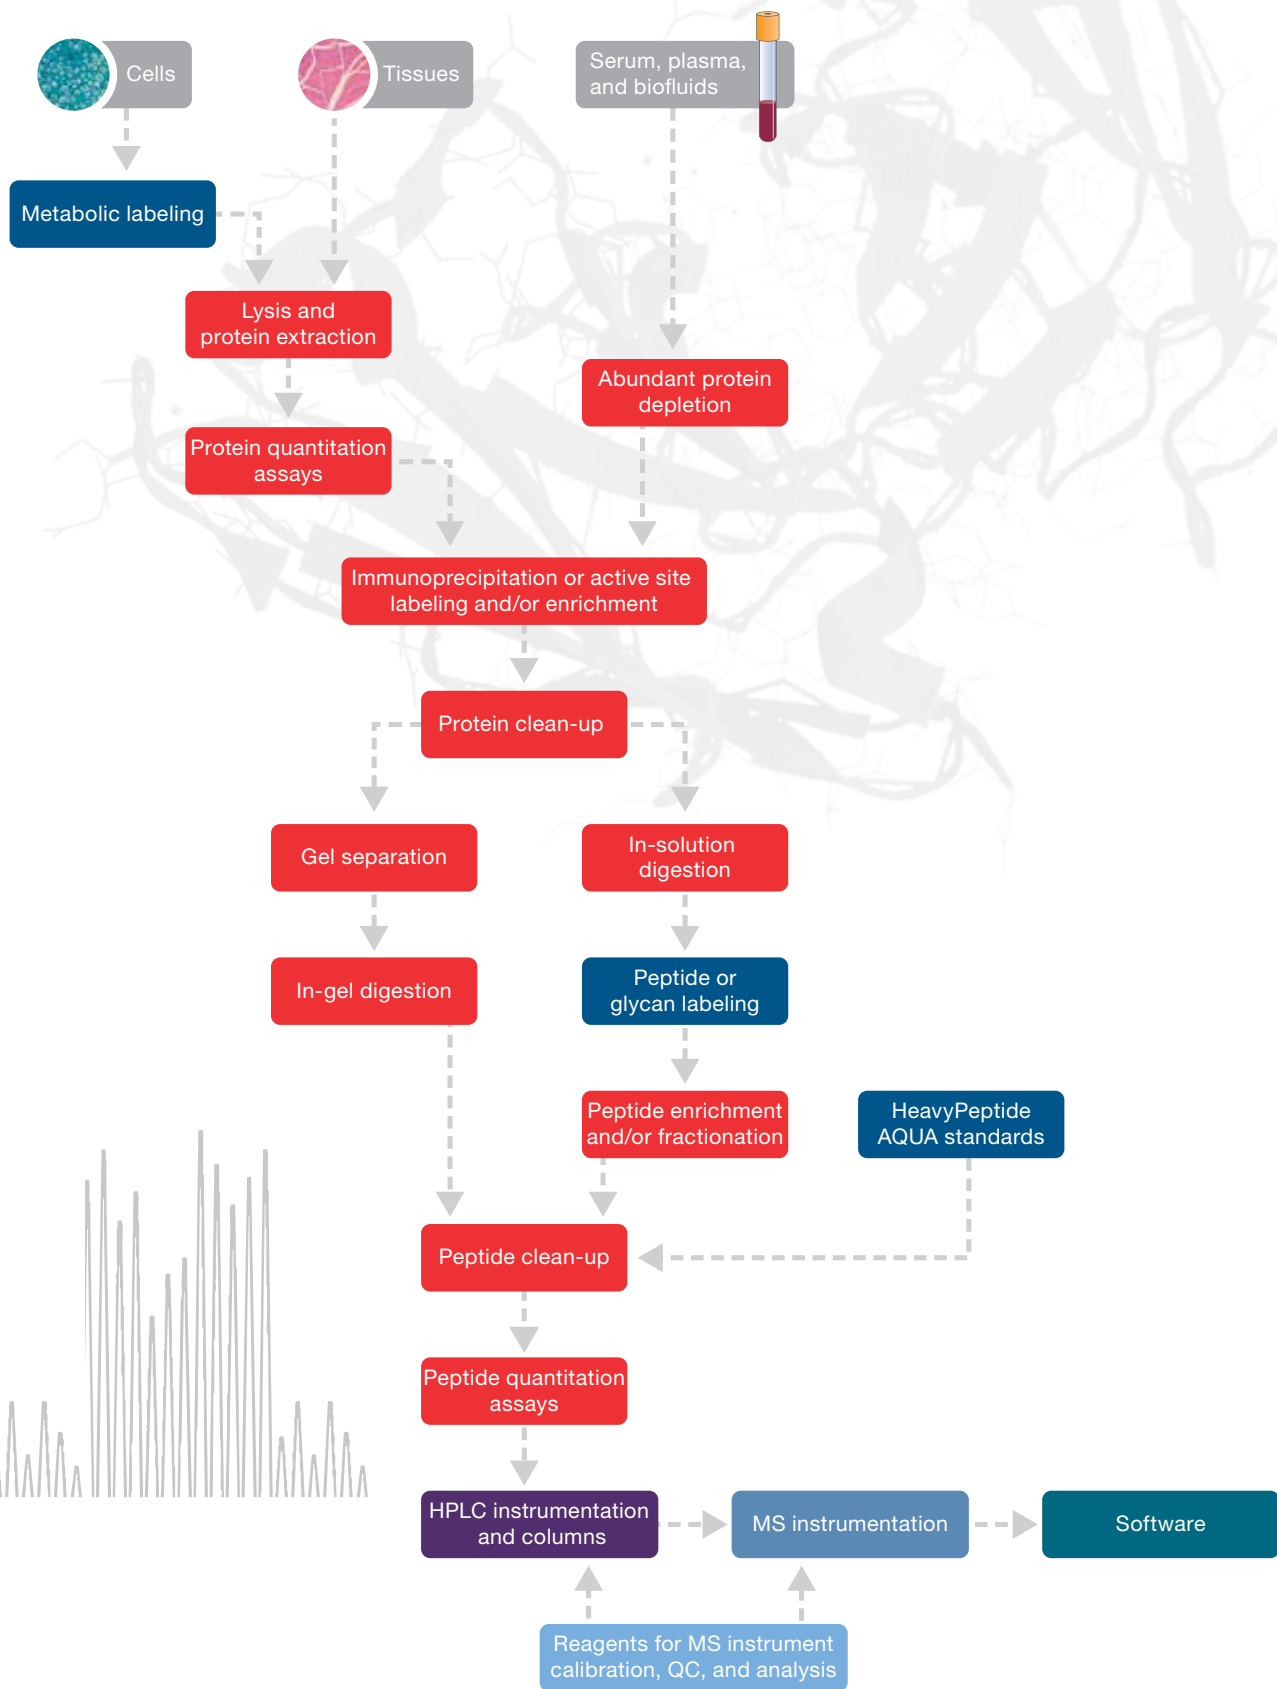 Cells
Tissues
Serum, plasma,
and biofluids
Metabolic labeling
Lysis and
protein extraction
Abundant protein
depletion
Protein quantitation
assays
Immunoprecipitation or active site
labeling and/or enrichment
Protein clean-up
Gel separation
In-solution
digestion
In-gel digestion
Peptide or
glycan labeling
Peptide enrichment
and/or fractionation
HeavyPeptide
AQUA standards
Peptide clean-up
Peptide quantitation
assays
HPLC instrumentation
and columns
MS instrumentation
Software
Reagents for MS instrument
calibration, QC, and analysis